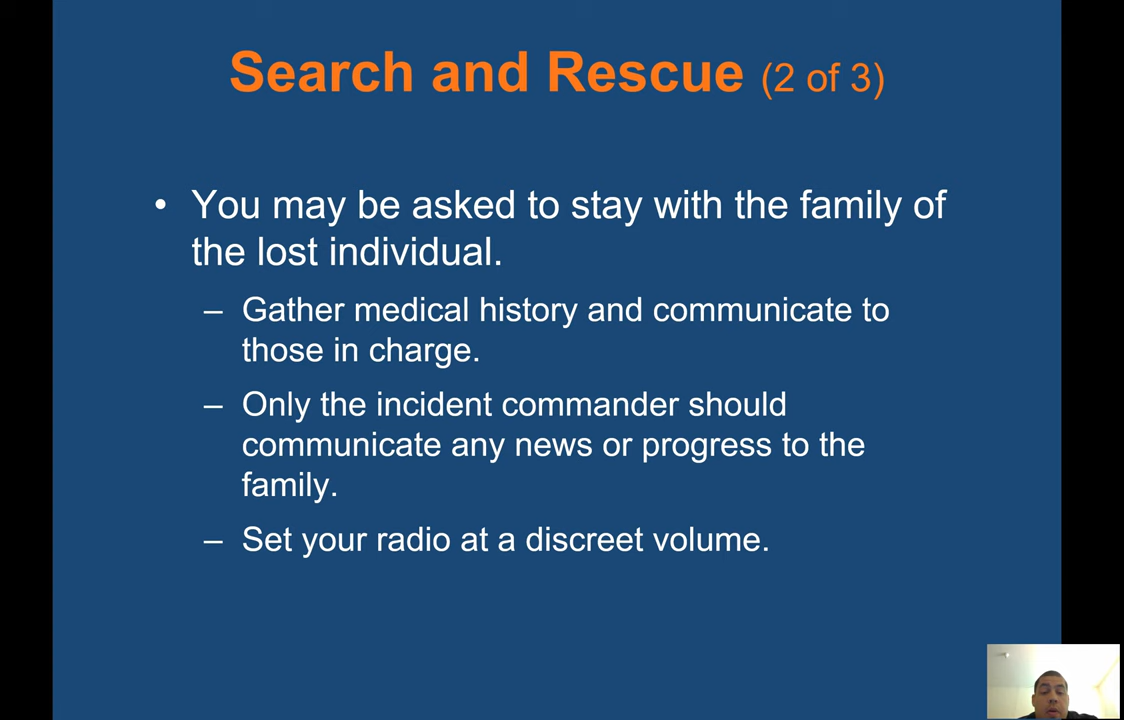 Search and Rescue (2 of 3)
• You may be asked to stay with the family of
the lost individual.
– Gather medical history and communicate to
those in charge.
– Only the incident commander should
communicate any news or progress to the
family.
– Set your radio at a discreet volume.